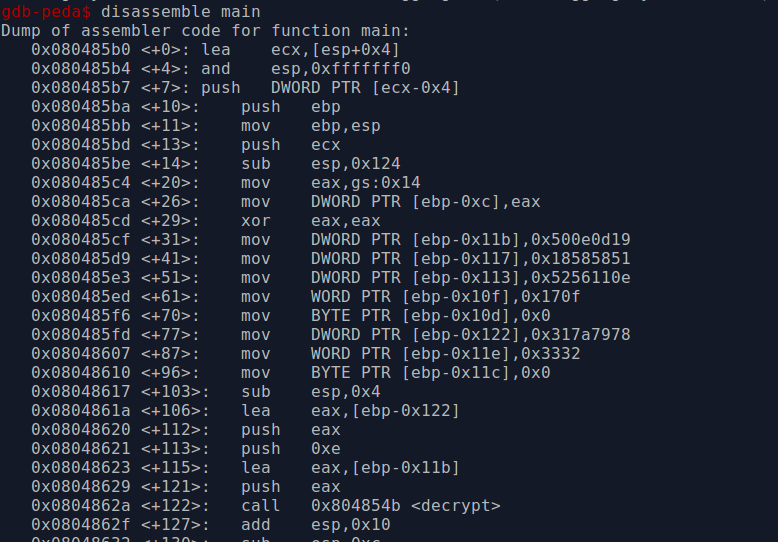 gdb-peda$ disassemble main
Dump of assembler code for function main:
   0x080485b0 <+0>: lea    ecx,[esp+0x4]
   0x080485b4 <+4>: and    esp,0xfffffff0
   0x080485b7 <+7>: push   DWORD PTR [ecx-0x4]
   0x080485ba <+10>:    push   ebp
   0x080485bb <+11>:    mov    ebp,esp
   0x080485bd <+13>:    push   ecx
   0x080485be <+14>:    sub    esp,0x124
   0x080485c4 <+20>:    mov    eax,gs:0x14
   0x080485ca <+26>:    mov    DWORD PTR [ebp-0xc],eax
   0x080485cd <+29>:    xor    eax,eax
   0x080485cf <+31>:    mov    DWORD PTR [ebp-0x11b],0x500e0d19
   0x080485d9 <+41>:    mov    DWORD PTR [ebp-0x117],0x18585851
   0x080485e3 <+51>:    mov    DWORD PTR [ebp-0x113],0x5256110e
   0x080485ed <+61>:    mov    WORD PTR [ebp-0x10f],0x170f
   0x080485f6 <+70>:    mov    BYTE PTR [ebp-0x10d],0x0
   0x080485fd <+77>:    mov    DWORD PTR [ebp-0x122],0x317a7978
   0x08048607 <+87>:    mov    WORD PTR [ebp-0x11e],0x3332
   0x08048610 <+96>:    mov    BYTE PTR [ebp-0x11c],0x0
   0x08048617 <+103>:   sub    esp,0x4
   0x0804861a <+106>:   lea    eax,[ebp-0x122]
   0x08048620 <+112>:   push   eax
   0x08048621 <+113>:   push   0xe
   0x08048623 <+115>:   lea    eax,[ebp-0x11b]
   0x08048629 <+121>:   push   eax
   0x0804862a <+122>:   call   0x804854b <decrypt>
   0x0804862f <+127>:   add    esp,0x10